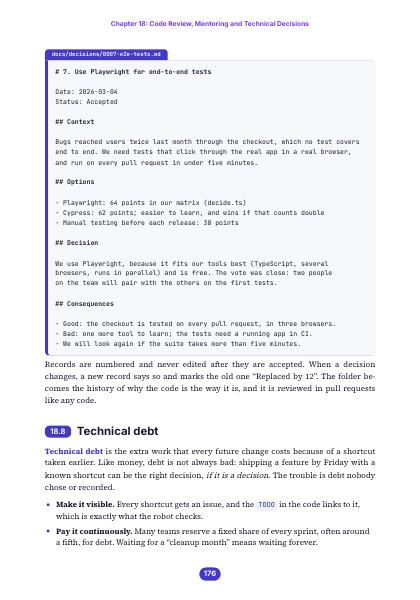 Chapter 18: Code Review, Mentoring and Technical Decisions
docs/decisions/0007-e2e-tests.md
# 7. Use Playwright for end-to-end tests
Date: 2026-03-04
Status: Accepted
## Context
Bugs reached users twice last month through the checkout, which no test covers
end to end. We need tests that click through the real app in a real browser,
and run on every pull request in under five minutes.
## Options
- Playwright: 64 points in our matrix (decide.ts)
- Cypress: 62 points; easier to learn, and wins if that counts double
- Manual testing before each release: 38 points
## Decision
We use Playwright, because it fits our tools best (TypeScript, several
browsers, runs in parallel) and is free. The vote was close: two people
on the team will pair with the others on the first tests.
## Consequences
- Good: the checkout is tested on every pull request, in three browsers.
- Bad: one more tool to learn; the tests need a running app in CI.
- We will look again if the suite takes more than five minutes.
Records are numbered and never edited after they are accepted. When a decision
changes, a new record says so and marks the old one “Replaced by 12”. The folder be-
comes the history of why the code is the way it is, and it is reviewed in pull requests
like any code.
18.8 Technical debt
Technical debt is the extra work that every future change costs because of a shortcut
taken earlier. Like money, debt is not always bad: shipping a feature by Friday with a
known shortcut can be the right decision, if it is a decision. The trouble is debt nobody
chose or recorded.
• Make it visible. Every shortcut gets an issue, and the TODO in the code links to it,
which is exactly what the robot checks.
• Pay it continuously. Many teams reserve a fixed share of every sprint, often around
a fifth, for debt. Waiting for a “cleanup month” means waiting forever.
176